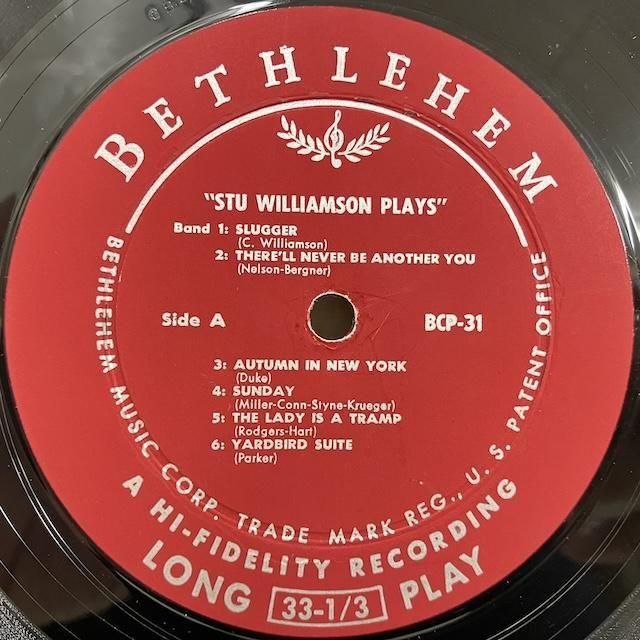 BETHLEHEM
"STU WILLIAMSON PLAYS"
Band 1: SLUGGER
(C. Williamson)
2: THERE'LL NEVER BE ANOTHER YOU
(Nelson-Bergner)
Side A BCP-31
3: AUTUMN IN NEW YORK
(Duke)
4: SUNDAY
(Miller-Conn-Styne-Krueger)
5: THE LADY IS A TRAMP
(Rodgers-Hart)
6: YARDBIRD SUITE
(Parker)
BETHLEHEM MUSIC CORP. TRADE MARK REG., U. S. PATENT OFFICE
A HI-FIDELITY RECORDING
LONG 33-1/3 PLAY